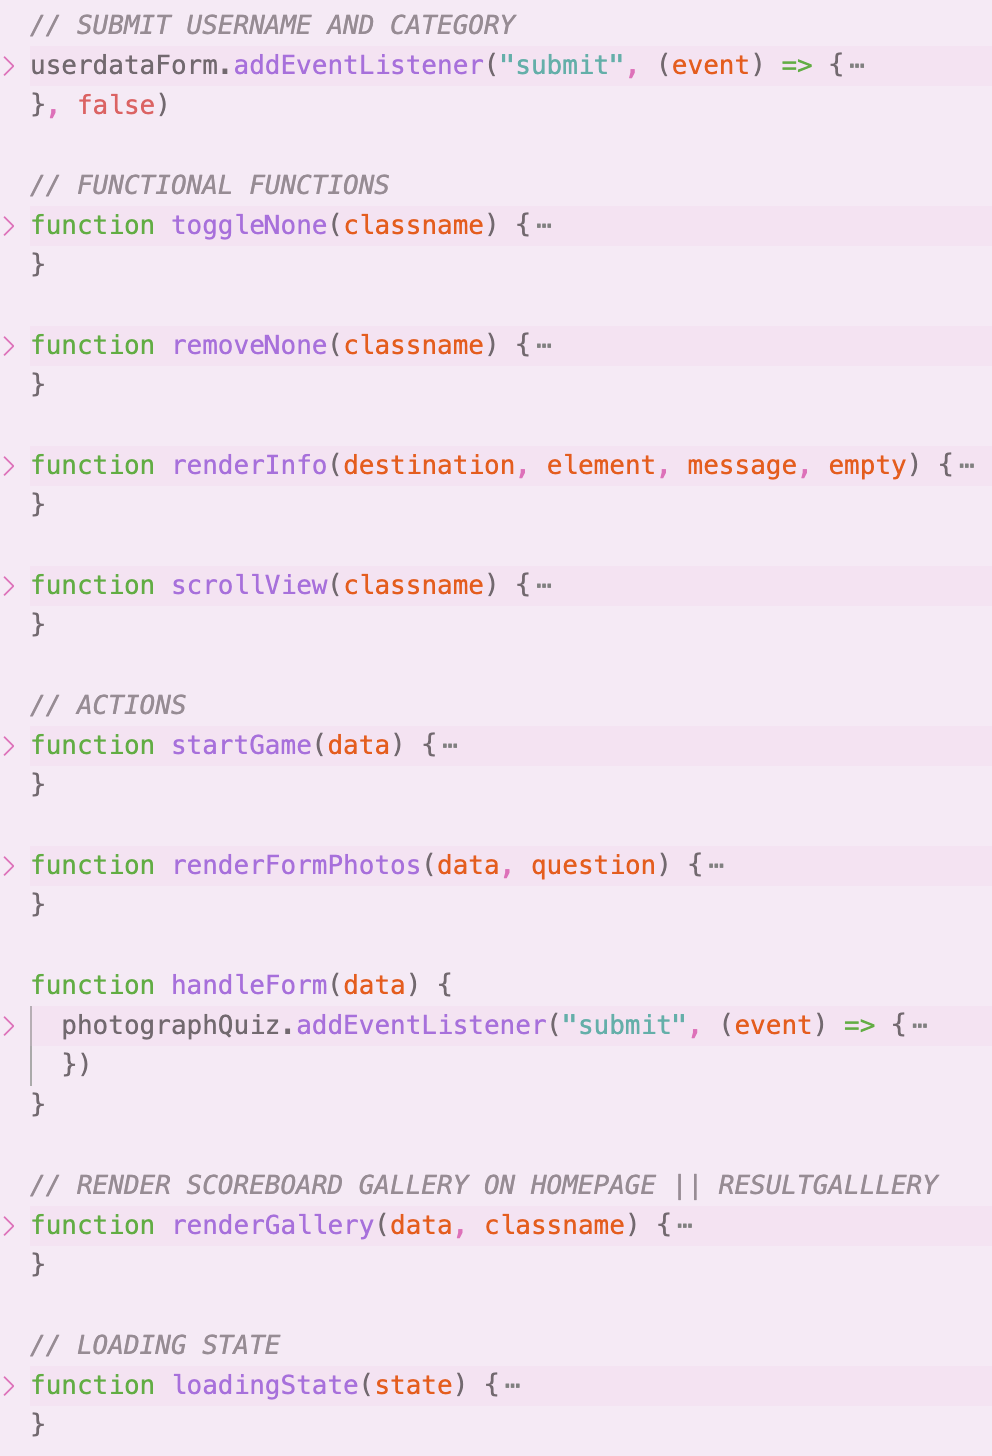 // SUBMIT USERNAME AND CATEGORY
userdataForm.addEventListener("submit", (event) => {…
}, false)
// FUNCTIONAL FUNCTIONS
function toggleNone(classname) {…
}
function removeNone(classname) {…
}
function renderInfo(destination, element, message, empty) {…
}
function scrollView(classname) {…
}
// ACTIONS
function startGame(data) {…
}
function renderFormPhotos(data, question) {…
}
function handleForm(data) {
photographQuiz.addEventListener("submit", (event) => {…
})
}
// RENDER SCOREBOARD GALLERY ON HOMEPAGE || RESULTGALLLERY
function renderGallery(data, classname) {…
}
// LOADING STATE
function loadingState(state) {…
}